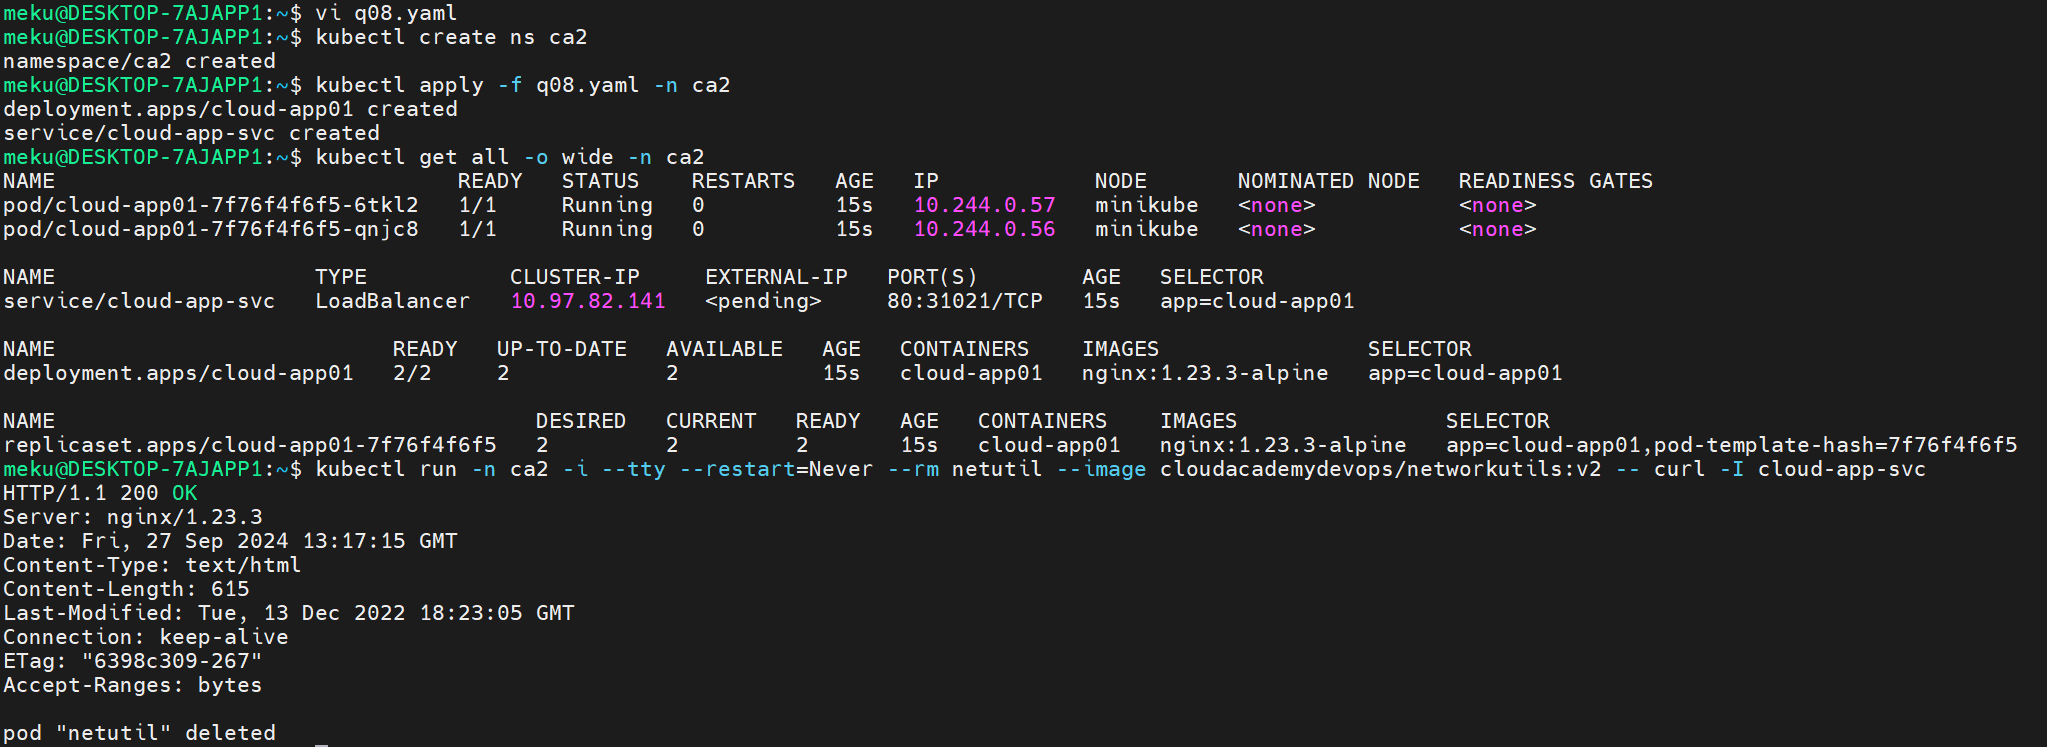 meku@DESKTOP-7AJAPP1:~$ vi q08.yaml
meku@DESKTOP-7AJAPP1:~$ kubectl create ns ca2
namespace/ca2 created
meku@DESKTOP-7AJAPP1:~$ kubectl apply -f q08.yaml -n ca2
deployment.apps/cloud-app01 created
service/cloud-app-svc created
meku@DESKTOP-7AJAPP1:~$ kubectl get all -o wide -n ca2
NAME                               READY   STATUS    RESTARTS   AGE   IP            NODE       NOMINATED NODE   READINESS GATES
pod/cloud-app01-7f76f4f6f5-6tkl2   1/1     Running   0          15s   10.244.0.57   minikube   <none>           <none>
pod/cloud-app01-7f76f4f6f5-qnjc8   1/1     Running   0          15s   10.244.0.56   minikube   <none>           <none>

NAME                    TYPE           CLUSTER-IP     EXTERNAL-IP   PORT(S)        AGE   SELECTOR
service/cloud-app-svc   LoadBalancer   10.97.82.141   <pending>     80:31021/TCP   15s   app=cloud-app01

NAME                          READY   UP-TO-DATE   AVAILABLE   AGE   CONTAINERS    IMAGES                SELECTOR
deployment.apps/cloud-app01   2/2     2            2           15s   cloud-app01   nginx:1.23.3-alpine   app=cloud-app01

NAME                                     DESIRED   CURRENT   READY   AGE   CONTAINERS    IMAGES                SELECTOR
replicaset.apps/cloud-app01-7f76f4f6f5   2         2         2       15s   cloud-app01   nginx:1.23.3-alpine   app=cloud-app01,pod-template-hash=7f76f4f6f5
meku@DESKTOP-7AJAPP1:~$ kubectl run -n ca2 -i --tty --restart=Never --rm netutil --image cloudacademydevops/networkutils:v2 -- curl -I cloud-app-svc
HTTP/1.1 200 OK
Server: nginx/1.23.3
Date: Fri, 27 Sep 2024 13:17:15 GMT
Content-Type: text/html
Content-Length: 615
Last-Modified: Tue, 13 Dec 2022 18:23:05 GMT
Connection: keep-alive
ETag: "6398c309-267"
Accept-Ranges: bytes

pod "netutil" deleted